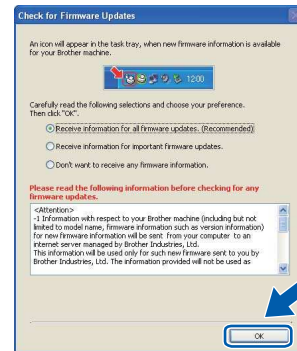 Check for Firmware Updates
An icon will appear in the task tray, when new firmware information is available
for your Brother machine.
1200
Carefully read the following selections and choose your preference.
Then click "OK".
Receive information for all firmware updates. (Recommended)
Receive information for important firmware updates.
Don't want to receive any firmware information.
Please read the following information before checking for any
firmware updates.
<Attention>
-1 Information with respect to your Brother machine (including but not
limited to model name, firmware information such as version information)
for new firmware information will be sent from your computer to an
internet server managed by Brother Industries, Ltd.
This information will be used only for such new firmware sent to you by
Brother Industries, Ltd. The information provided will not be used as
OK